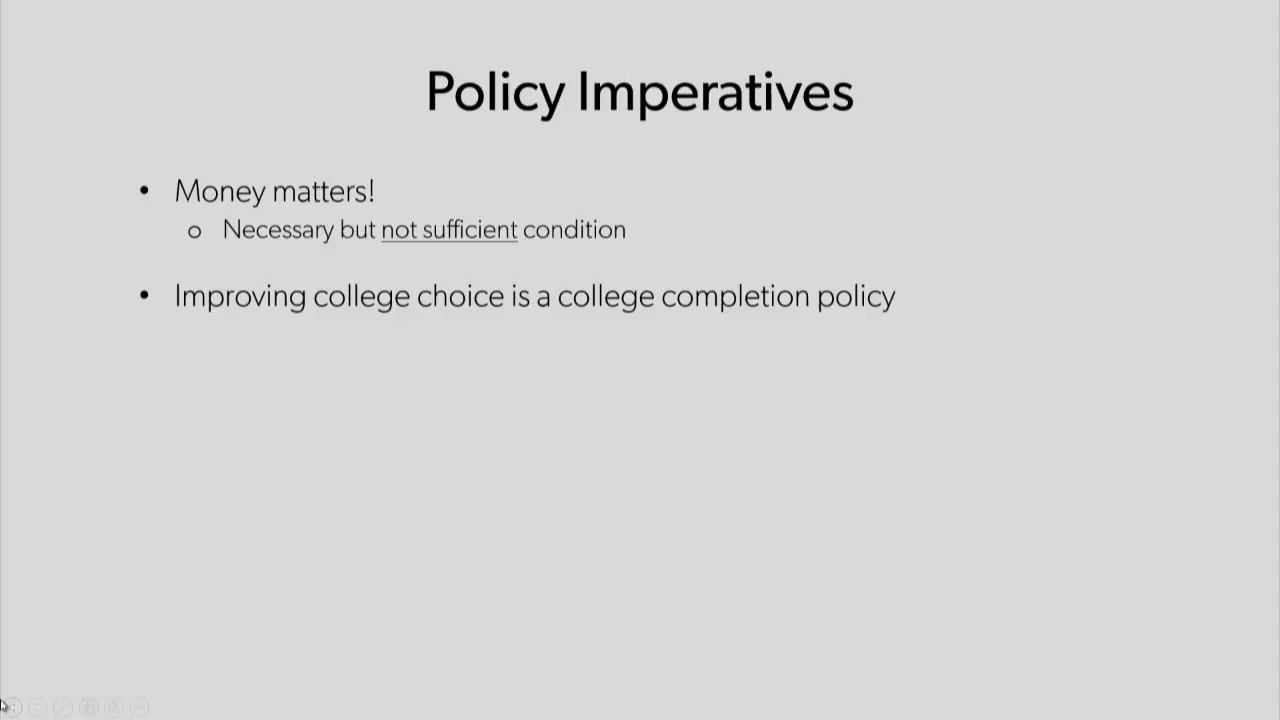 Policy Imperatives
• Money matters!
o Necessary but not sufficient condition
• Improving college choice is a college completion policy